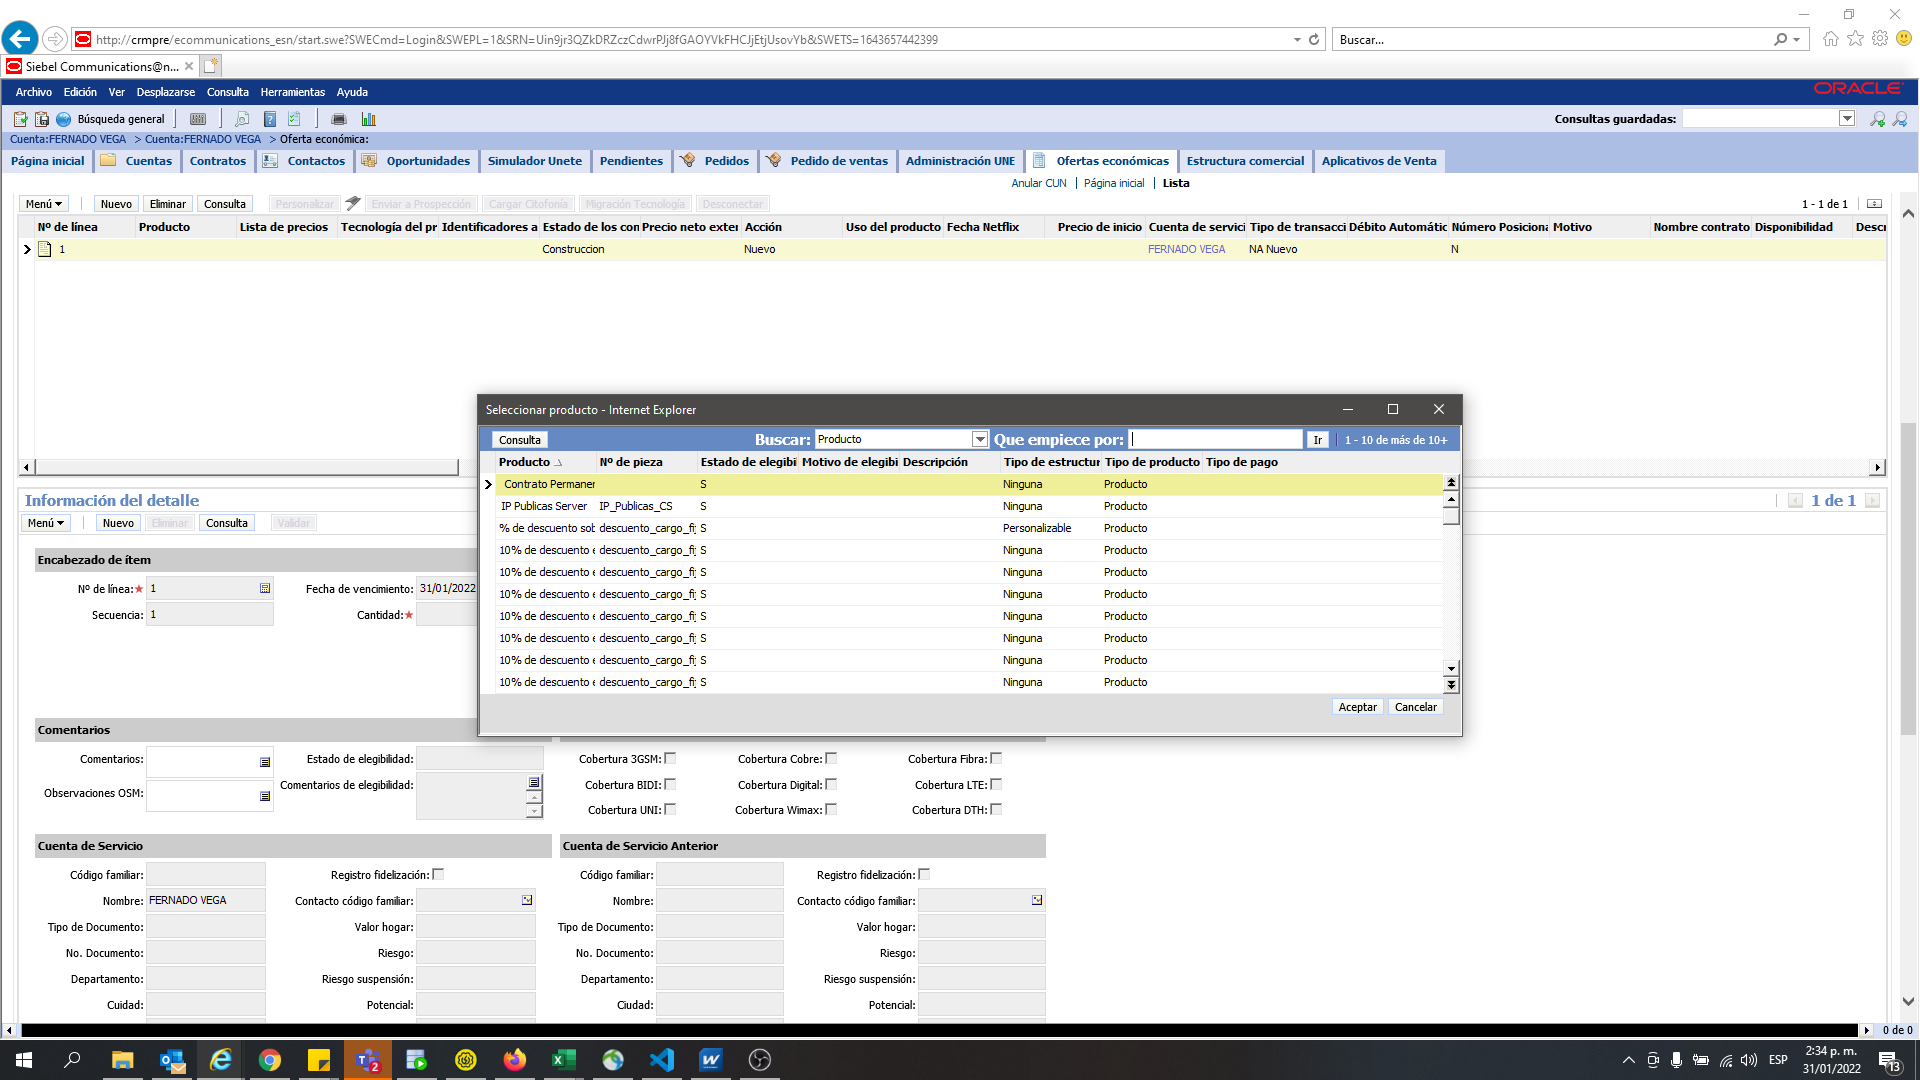 http://crmpre/ecommunications_esn/start.swe?SWECmd=Login&SWEPL=1&SRN=Uin9jr3QZkDRZczCdwrPJj8fGAOYVkFHCJjEtjUsovYb&SWETS=1643657442399
Buscar...
Siebel Communications@n...
Archivo Edición Ver Desplazarse Consulta Herramientas Ayuda
ORACLE
Búsqueda general
Consultas guardadas:
Cuenta:FERNADO VEGA > Cuenta:FERNADO VEGA > Oferta económica:
Página inicial Cuentas Contratos Contactos Oportunidades Simulador Unete Pendientes Pedidos Pedido de ventas Administración UNE Ofertas económicas Estructura comercial Aplicativos de Venta
Anular CUN | Página inicial | Lista
Menú Nuevo Eliminar Consulta Personalizar Enviar a Prospección Cargar Citofonía Migración Tecnología Desconectar
1 - 1 de 1
Nº de línea Producto Lista de precios Tecnología del pr Identificadores a Estado de los con Precio neto exter Acción Uso del producto Fecha Netflix Precio de inicio Cuenta de servici Tipo de transacci Débito Automátic Número Posiciona Motivo Nombre contrato Disponibilidad Descr
1 Construccion Nuevo FERNADO VEGA NA Nuevo N
Seleccionar producto - Internet Explorer
Consulta Buscar: Producto Que empiece por: Ir 1 - 10 de más de 10+
Producto Nº de pieza Estado de elegibil Motivo de elegibi Descripción Tipo de estructur Tipo de producto Tipo de pago
Contrato Permaner S Ninguna Producto
IP Publicas Server IP_Publicas_CS S Ninguna Producto
% de descuento sob descuento_cargo_fij S Personalizable Producto
10% de descuento e descuento_cargo_fij S Ninguna Producto
10% de descuento e descuento_cargo_fij S Ninguna Producto
10% de descuento e descuento_cargo_fij S Ninguna Producto
10% de descuento e descuento_cargo_fij S Ninguna Producto
10% de descuento e descuento_cargo_fij S Ninguna Producto
10% de descuento e descuento_cargo_fij S Ninguna Producto
10% de descuento e descuento_cargo_fij S Ninguna Producto
Aceptar Cancelar
Información del detalle
1 de 1
Menú Nuevo Eliminar Consulta Validar
Encabezado de ítem
Nº de línea:* 1 Fecha de vencimiento: 31/01/2022
Secuencia: 1 Cantidad:*
Comentarios
Comentarios: Estado de elegibilidad: Cobertura 3GSM: Cobertura Cobre: Cobertura Fibra:
Observaciones OSM: Comentarios de elegibilidad: Cobertura BIDI: Cobertura Digital: Cobertura LTE:
Cobertura UNI: Cobertura Wimax: Cobertura DTH:
Cuenta de Servicio Cuenta de Servicio Anterior
Código familiar: Registro fidelización: Código familiar: Registro fidelización:
Nombre: FERNADO VEGA Contacto código familiar: Nombre: Contacto código familiar:
Tipo de Documento: Valor hogar: Tipo de Documento: Valor hogar:
No. Documento: Riesgo: No. Documento: Riesgo:
Departamento: Riesgo suspensión: Departamento: Riesgo suspensión:
Cuidad: Potencial: Ciudad: Potencial:
0 de 0
2
ESP
2:34 p. m.
31/01/2022
13